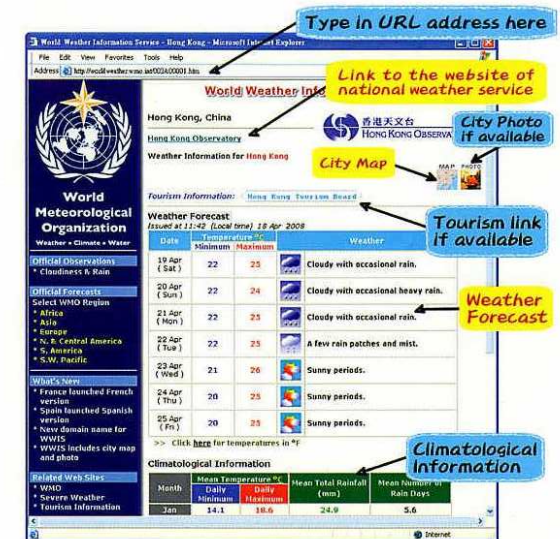 Type in URL address here
World Weather Information Service - Hong Kong - Microsoft Internet Explorer
File Edit View Favorites Tools Help
Address
World Weather
Link to the website of
national weather service
Hong Kong, China
香港天文台
HONG KONG OBSERVA
City Photo
if available
Hong Kong Observatory
Weather Information for Hong Kong
City Map
MAP PHOTO
World
Meteorological
Organization
Weather • Climate • Water
Tourism Information: Hong Kong Tourism Board
Tourism link
if available
Weather Forecast
Issued at 11:42 (Local time) 18 Apr 2008
Date Temperature °C Weather
Minimum Maximum
19 Apr
(Sat) 22 25 Cloudy with occasional rain.
20 Apr
(Sun) 22 24 Cloudy with occasional heavy rain.
21 Apr
(Mon) 22 25 Cloudy with occasional rain.
22 Apr
(Tue) 22 25 A few rain patches and mist.
23 Apr
(Wed) 21 26 Sunny periods.
24 Apr
(Thu) 20 25 Sunny periods.
25 Apr
(Fri) 20 25 Sunny periods.
>> Click here for temperatures in °F
Weather
Forecast
Official Observations
* Cloudiness & Rain
Official Forecasts
Select WMO Region
* Africa
* Asia
* Europe
* N. & Central America
* S. America
* S.W. Pacific
What's New
* France launched French
version
* Spain launched Spanish
version
* New domain name for
WWIS
* WWIS includes city map
and photo
Related Web Sites
* WMO
* Severe Weather
* Tourism Information
Climatological
Information
Climatological Information
Month Mean Temperature °C Mean Total Rainfall
(mm) Mean Number of
Rain Days
Daily
Minimum Daily
Maximum
Jan 14.1 18.6 24.9 5.6
Internet